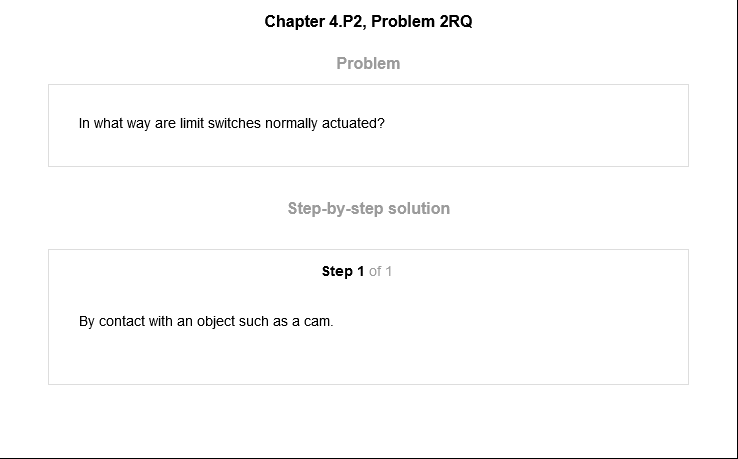 Chapter 4.P2, Problem 2RQ
Problem
In what way are limit switches normally actuated?
Step-by-step solution
Step 1 of 1
By contact with an object such as a cam.